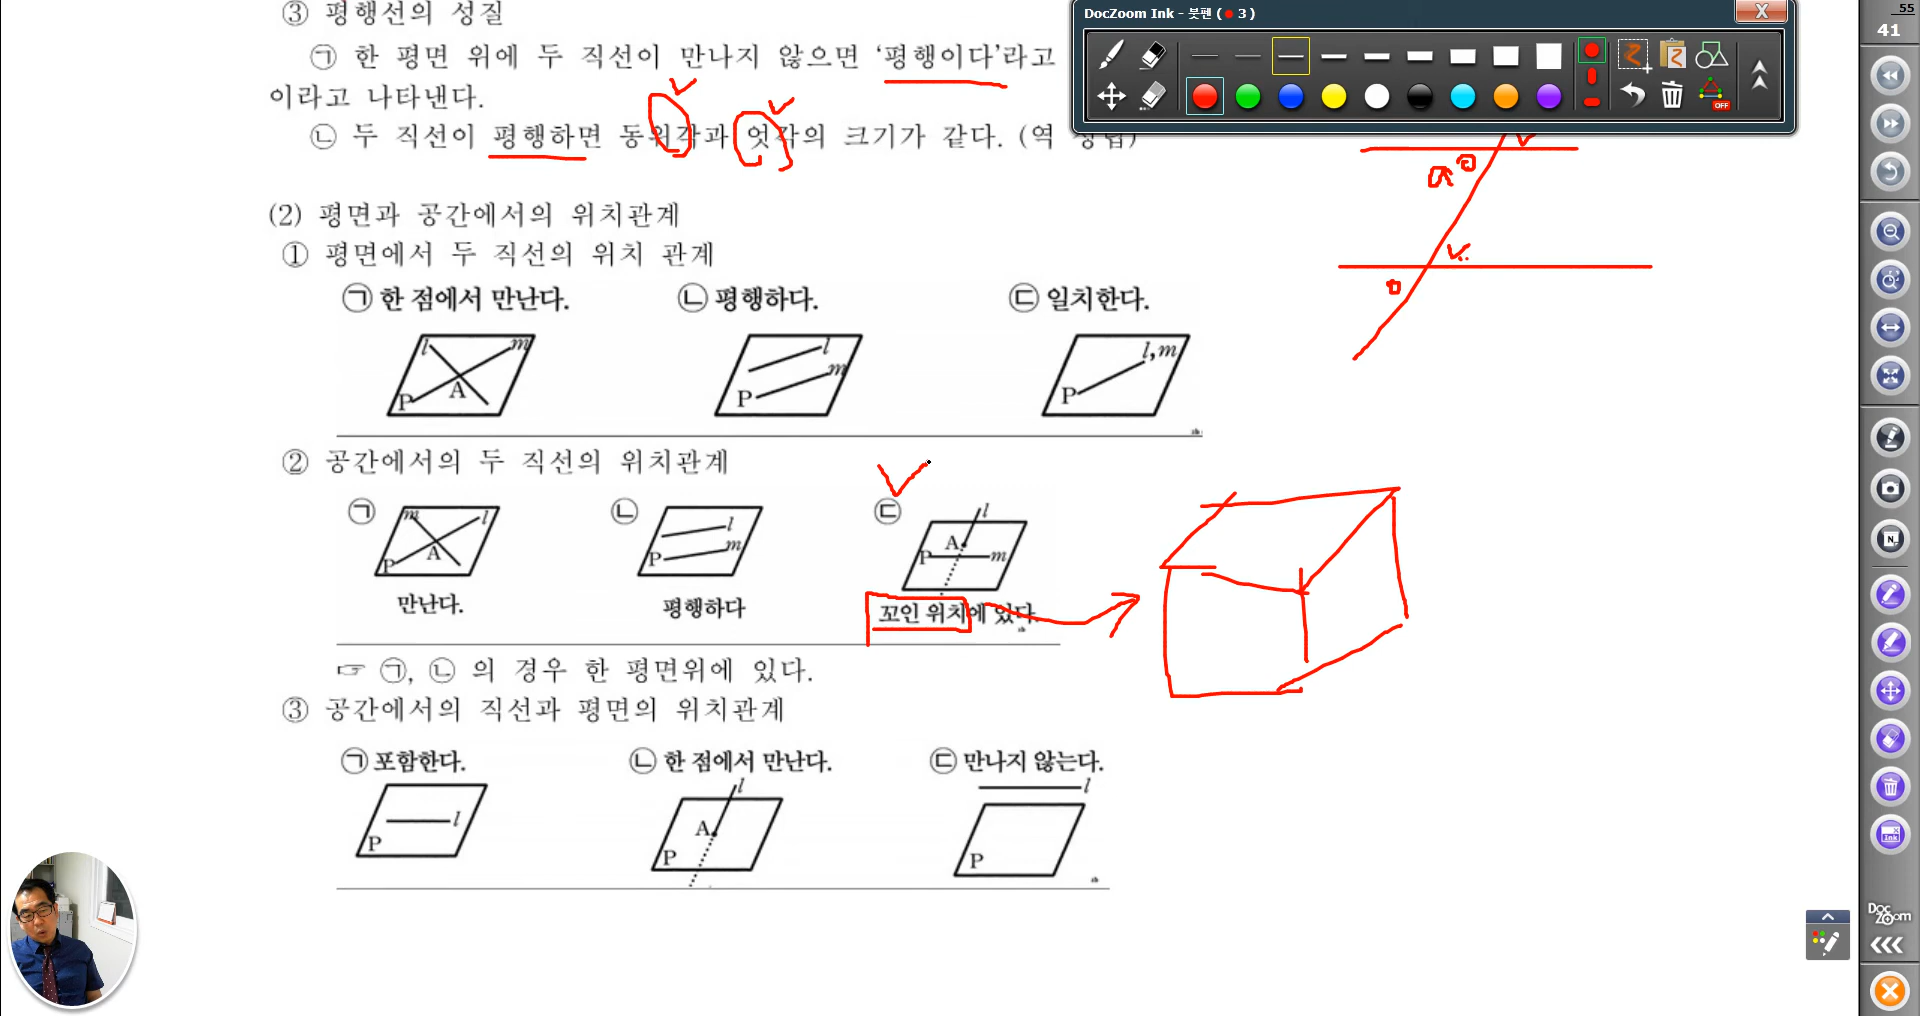 ③ 평행선의 성질
㉠ 한 평면 위에 두 직선이 만나지 않으면 ‘평행이다’라고
이라고 나타낸다.
㉡ 두 직선이 평행하면 동위각과 엇각의 크기가 같다. (역 성립)
(2) 평면과 공간에서의 위치관계
① 평면에서 두 직선의 위치 관계
㉠ 한 점에서 만난다. ㉡ 평행하다. ㉢ 일치한다.
l m A P
l m P
l, m P
② 공간에서의 두 직선의 위치관계
㉠ ㉡ ㉢
m l A P
l m P
l A P m
만난다. 평행하다 꼬인 위치에 있다.
☞ ㉠, ㉡ 의 경우 한 평면위에 있다.
③ 공간에서의 직선과 평면의 위치관계
㉠ 포함한다. ㉡ 한 점에서 만난다. ㉢ 만나지 않는다.
l P
l A P
l P
DocZoom Ink - 붓펜 ( 3 )
X
OFF
55
41
N
Ink
Doc Zoom